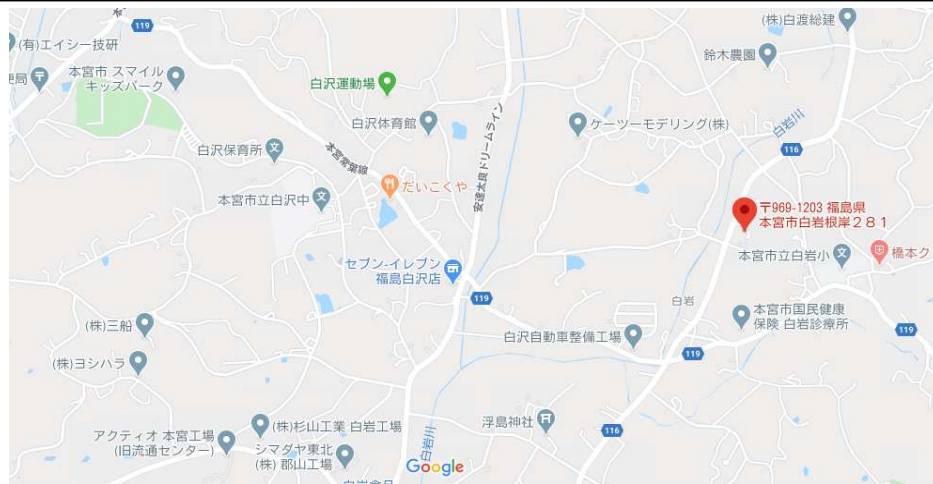 119
(有)エイシー技研
(株)白渡総建
鈴木農園
本宮市 スマイル
キッズパーク
便局
白沢運動場
白沢体育館
ケーツーモデリング(株)
白岩川
116
本宮常葉線
安達太良ドリームライン
白沢保育所
だいこくや
本宮市立白沢中
〒969-1203 福島県
本宮市白岩根岸281
本宮市立白岩小
橋本ク
セブン-イレブン
福島白沢店
119
白岩
本宮市国民健康
保険 白岩診療所
(株)三船
白沢自動車整備工場
119
119
(株)ヨシハラ
(株)杉山工業 白岩工場
浮島神社
116
アクティオ 本宮工場
(旧流通センター)
シマダヤ東北
(株) 郡山工場
白岩川
Google